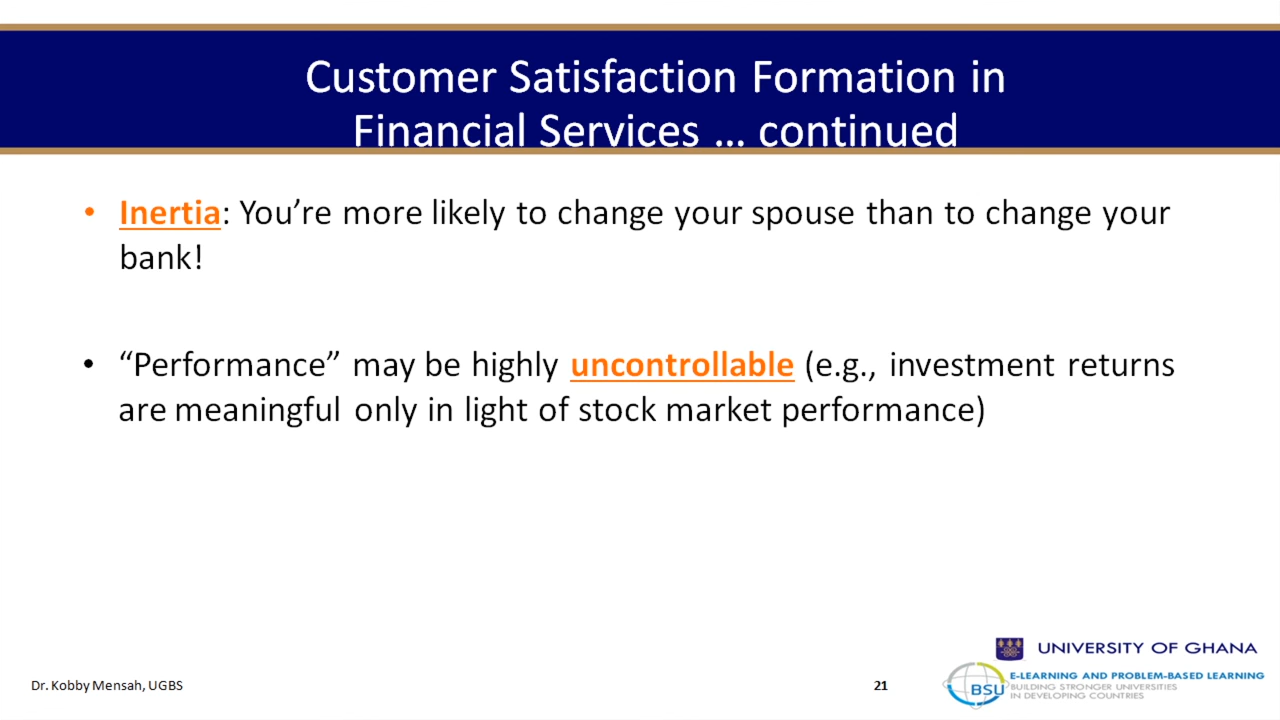 Customer Satisfaction Formation in
Financial Services … continued
• Inertia: You’re more likely to change your spouse than to change your
bank!
• “Performance” may be highly uncontrollable (e.g., investment returns
are meaningful only in light of stock market performance)
UNIVERSITY OF GHANA
Dr. Kobby Mensah, UGBS
21
BSU
E-LEARNING AND PROBLEM-BASED LEARNING
BUILDING STRONGER UNIVERSITIES
IN DEVELOPING COUNTRIES